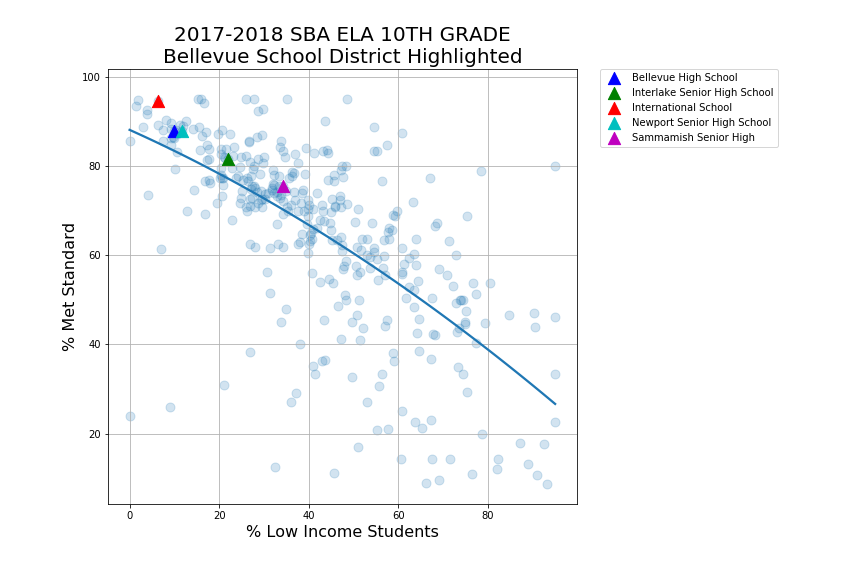 2017-2018 SBA ELA 10TH GRADE
Bellevue School District Highlighted
Bellevue High School
Interlake Senior High School
International School
Newport Senior High School
Sammamish Senior High
% Met Standard
100
80
60
40
20
0
20
40
60
80
% Low Income Students